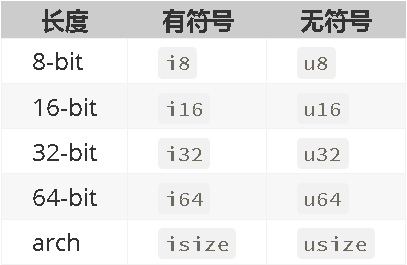 长度 有符号 无符号
8-bit i8 u8
16-bit i16 u16
32-bit i32 u32
64-bit i64 u64
arch isize usize